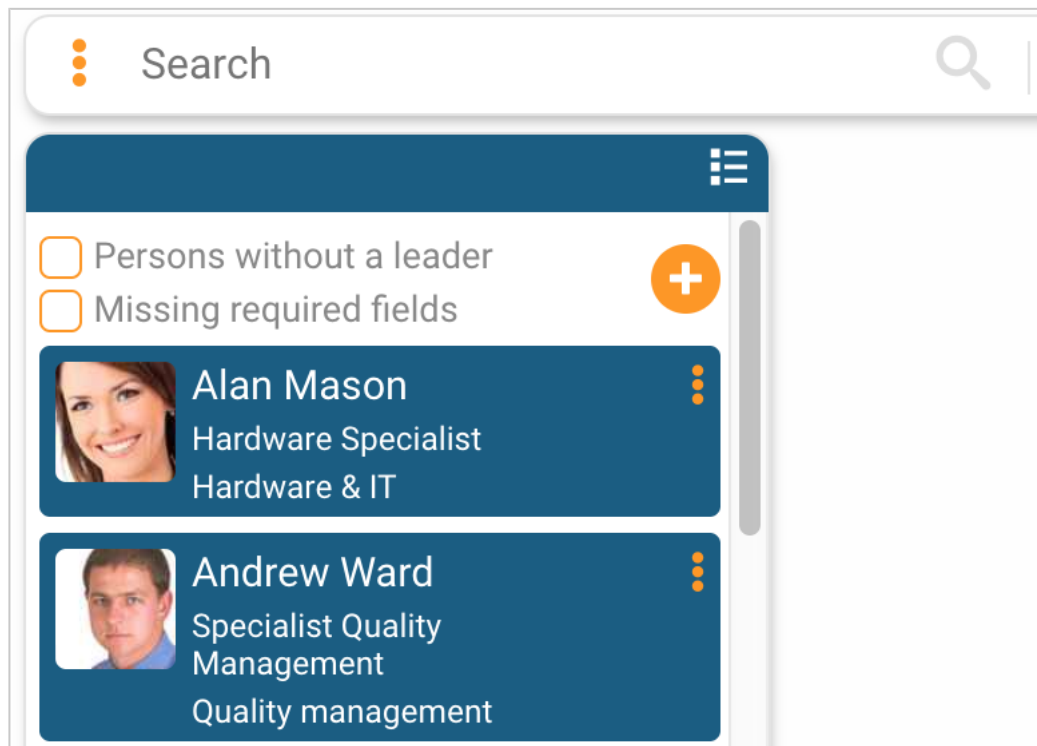 Search
Persons without a leader
Missing required fields
Alan Mason
Hardware Specialist
Hardware & IT
Andrew Ward
Specialist Quality
Management
Quality management